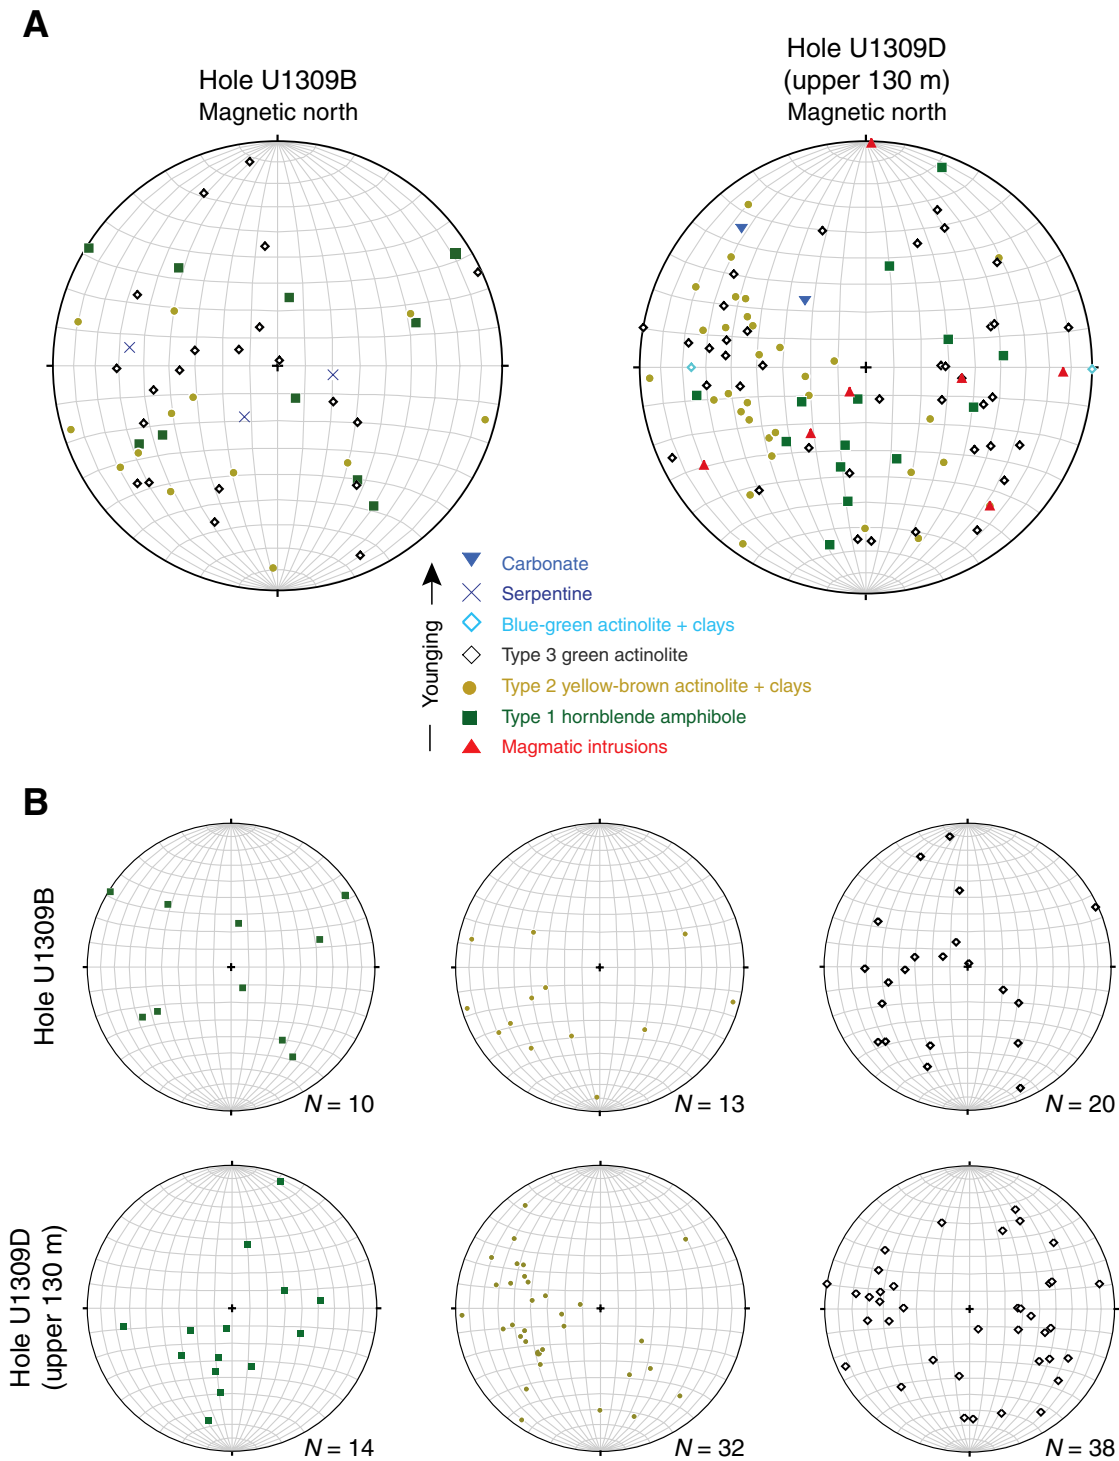 A
Hole U1309B
Magnetic north
Hole U1309D
(upper 130 m)
Magnetic north
Younging
Carbonate
Serpentine
Blue-green actinolite + clays
Type 3 green actinolite
Type 2 yellow-brown actinolite + clays
Type 1 hornblende amphibole
Magmatic intrusions
B
Hole U1309B
N = 10
N = 13
N = 20
Hole U1309D
(upper 130 m)
N = 14
N = 32
N = 38